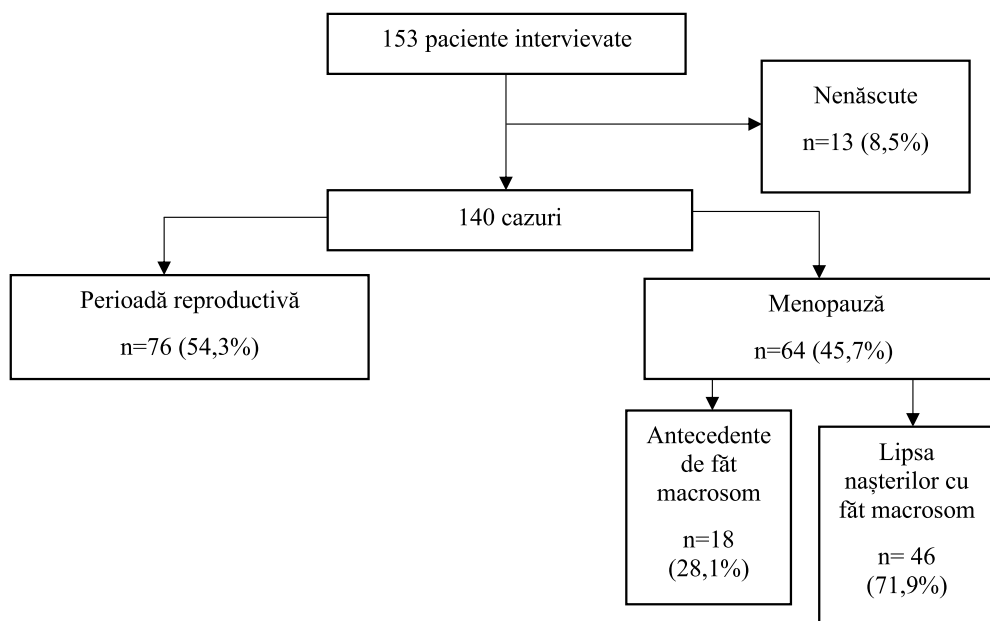 153 paciente intervievate
Nenăscute
n=13 (8,5%)
140 cazuri
Perioadă reproductivă
n=76 (54,3%)
Menopauză
n=64 (45,7%)
Antecedente
de făt
macrosom
n=18
(28,1%)
Lipsa
nașterilor cu
făt macrosom
n= 46
(71,9%)